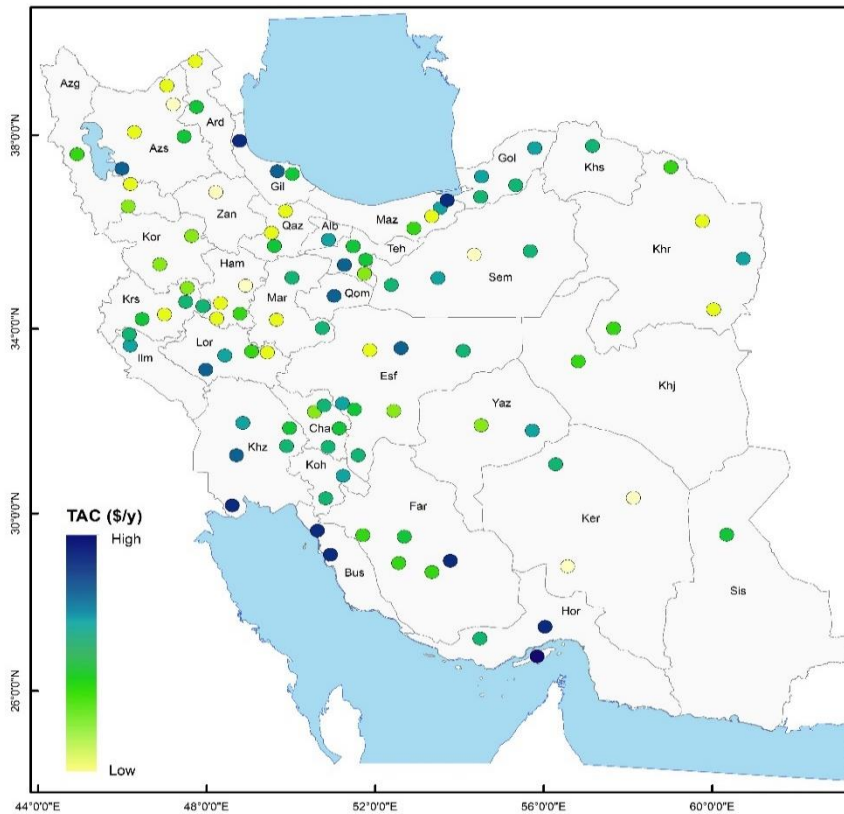 Azg
Ard
38°0'0"N
Azs
Gol
Khs
Gil
Zan
Maz
Qaz
Alb
Khr
Kor
Teh
Ham
Sem
Mar
Qom
Krs
34°0'0"N
Lor
Ilm
Esf
Khj
Yaz
Cha
Khz
Koh
30°0'0"N
TAC ($/y)
High
Far
Ker
Bus
Sis
Hor
26°0'0"N
Low
44°0'0"E 48°0'0"E 52°0'0"E 56°0'0"E 60°0'0"E